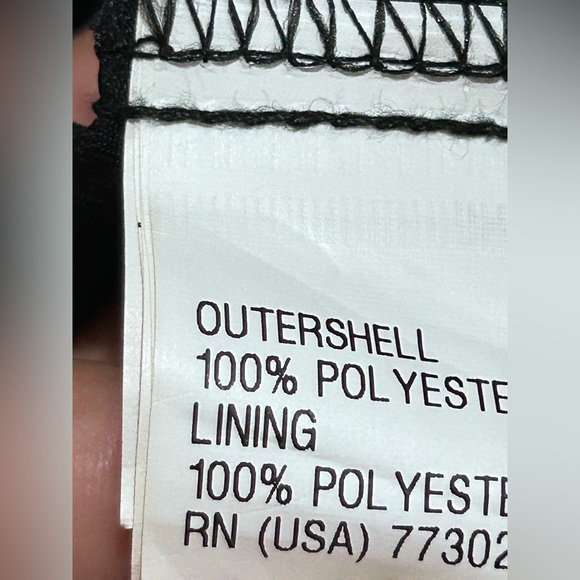 OUTERSHELL
100% POLYESTE
LINING
100% POLYESTE
RN (USA) 77302